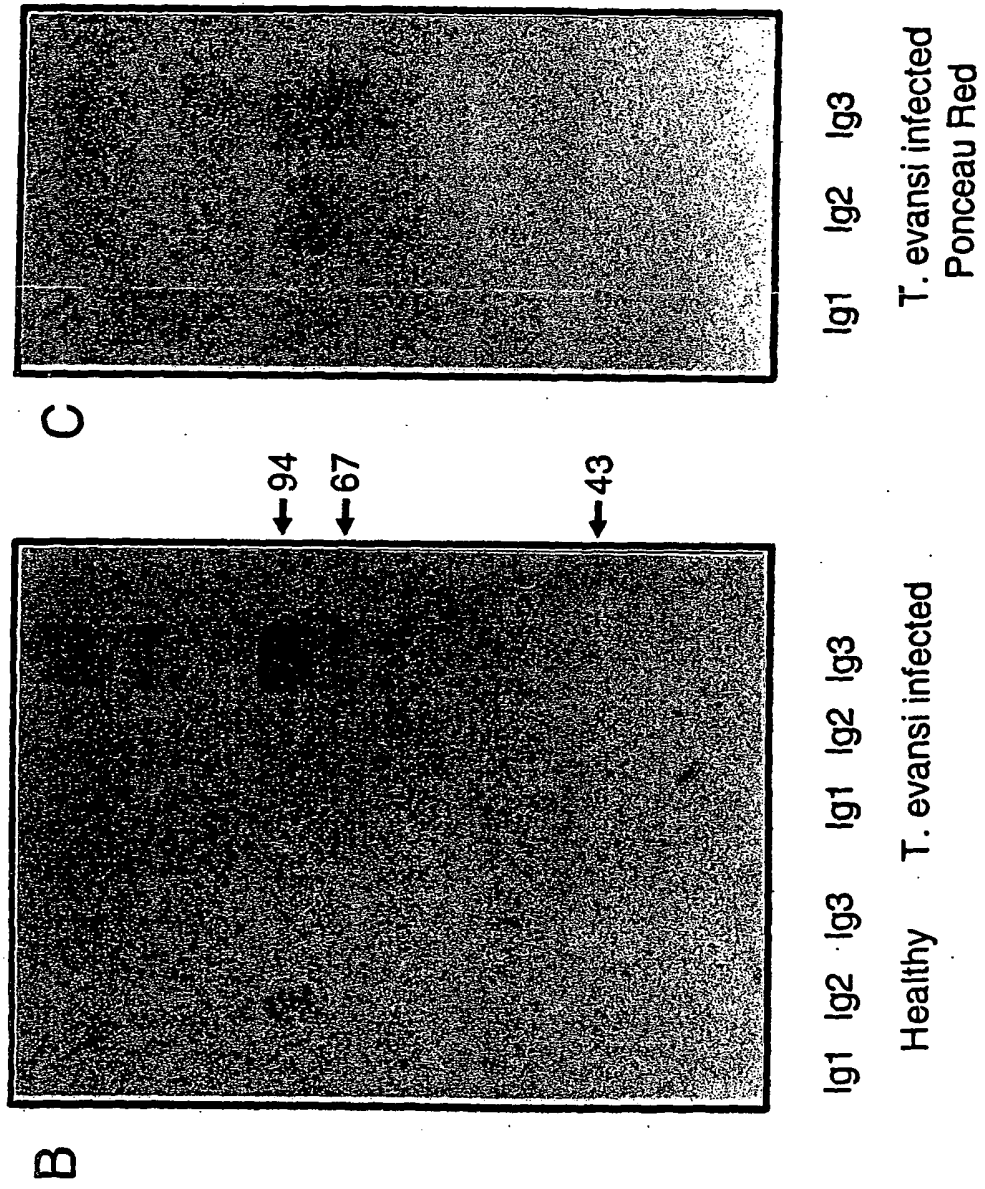 B
94
67
43
Ig1 Ig2 Ig3 Ig1 Ig2 Ig3
Healthy T. evansi infected
C
Ig1 Ig2 Ig3
T. evansi infected
Ponceau Red